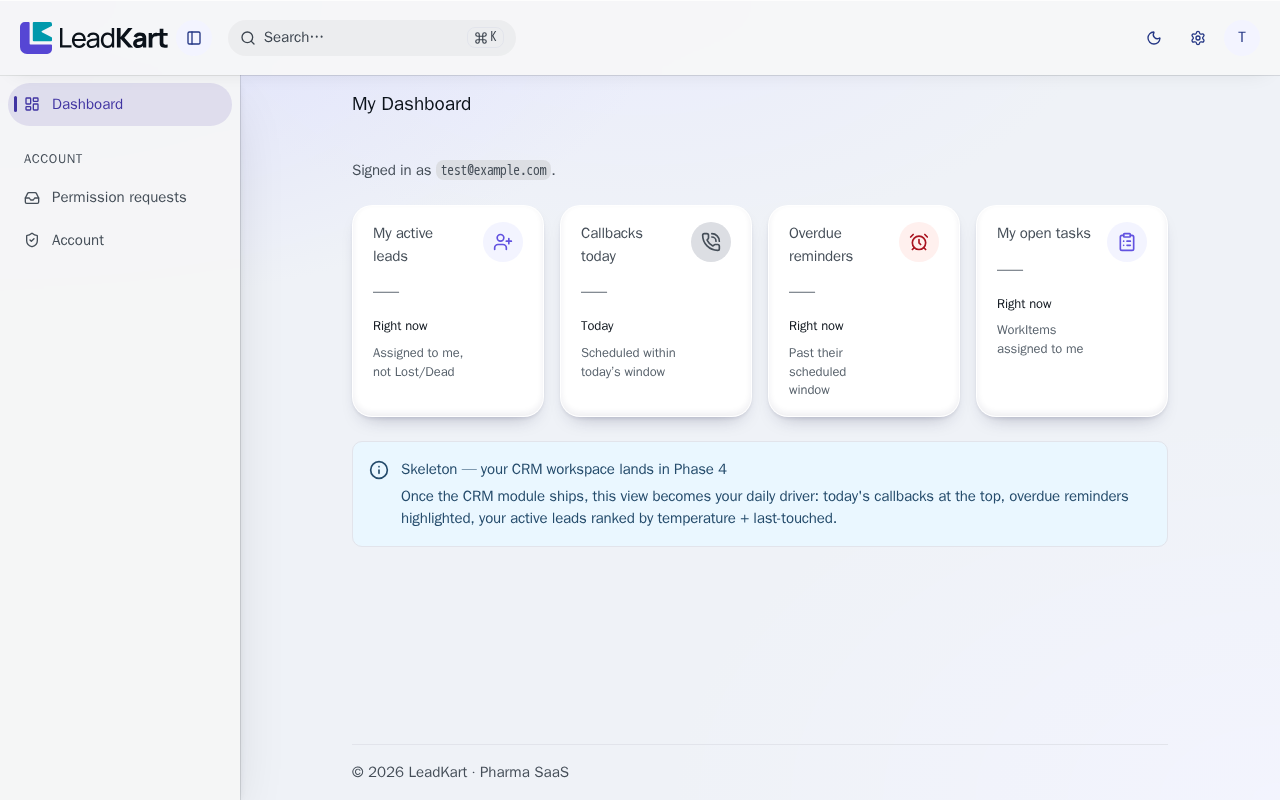 LeadKart
Search…
⌘ K
T
Dashboard
ACCOUNT
Permission requests
Account
My Dashboard
Signed in as test@example.com.
My active
leads
—
Right now
Assigned to me,
not Lost/Dead
Callbacks
today
—
Today
Scheduled within
today's window
Overdue
reminders
—
Right now
Past their
scheduled
window
My open tasks
—
Right now
WorkItems
assigned to me
Skeleton — your CRM workspace lands in Phase 4
Once the CRM module ships, this view becomes your daily driver: today's callbacks at the top, overdue reminders
highlighted, your active leads ranked by temperature + last-touched.
© 2026 LeadKart · Pharma SaaS